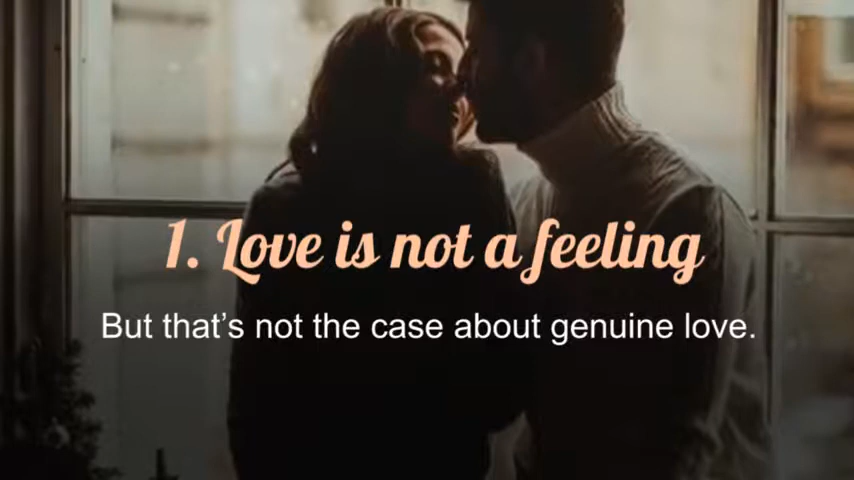 1. Love is not a feeling
But that's not the case about genuine love.